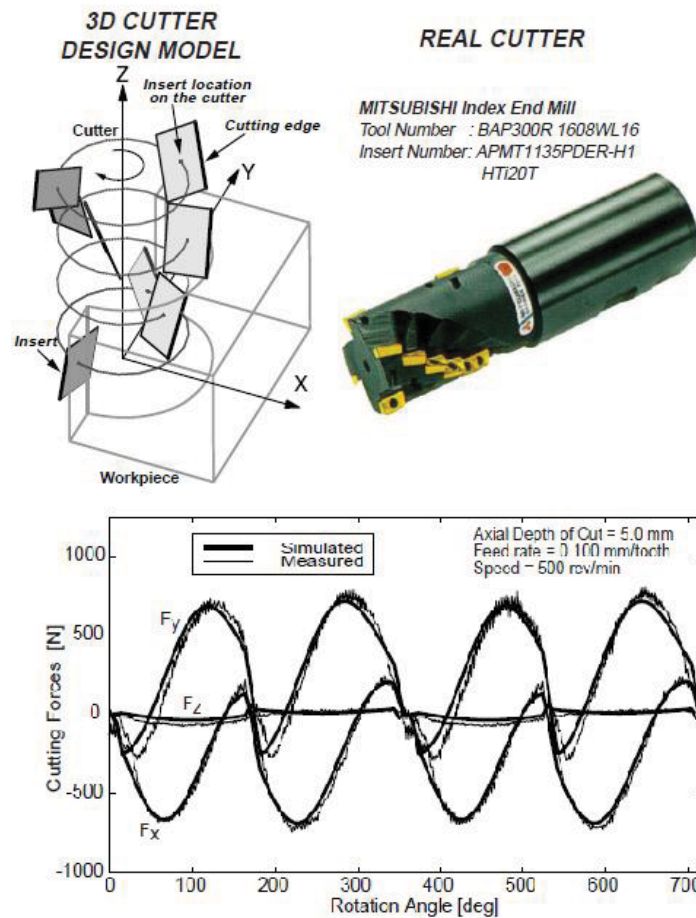 3D CUTTER
DESIGN MODEL
REAL CUTTER
Z
Insert location
on the cutter
Cutter
Cutting edge
Y
MITSUBISHI Index End Mill
Tool Number : BAP300R 1608WL16
Insert Number: APMT1135PDER-H1
HTi20T
Insert
X
Workpiece
1000
500
0
-500
-1000
Cutting Forces [N]
Simulated
Measured
Axial Depth of Cut = 5.0 mm
Feed rate = 0.100 mm/tooth
Speed = 500 rev/min
Fy
Fz
Fx
0 100 200 300 400 500 600 700
Rotation Angle [deg]